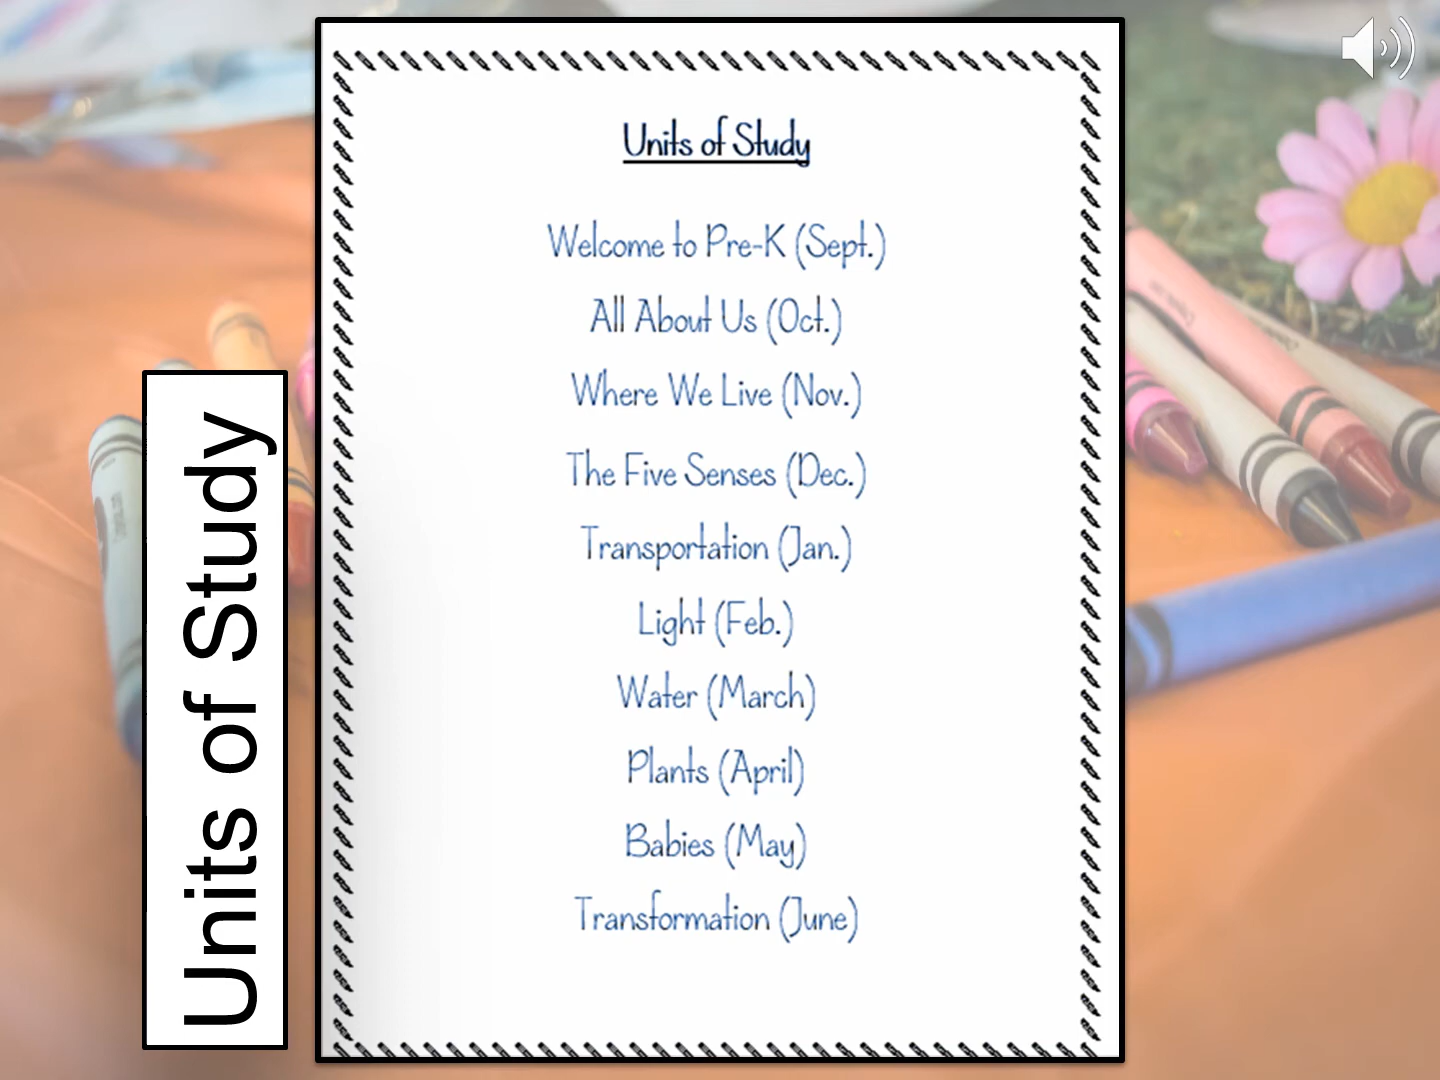 Units of Study
Units of Study
Welcome to Pre-K (Sept.)
All About Us (Oct.)
Where We Live (Nov.)
The Five Senses (Dec.)
Transportation (Jan.)
Light (Feb.)
Water (March)
Plants (April)
Babies (May)
Transformation (June)